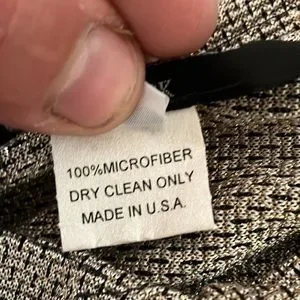 100%MICROFIBER
DRY CLEAN ONLY
MADE IN U.S.A.